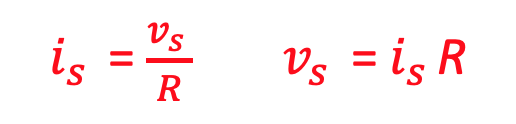 i_s = v_s / R v_s = i_s R